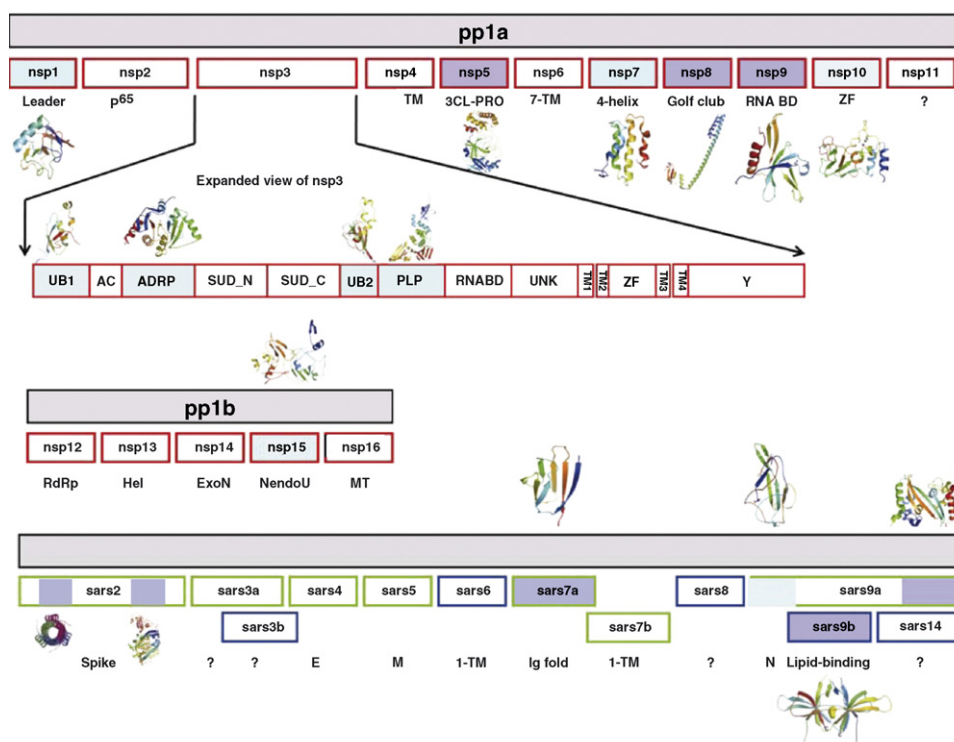 pp1a
nsp1 nsp2 nsp3 nsp4 nsp5 nsp6 nsp7 nsp8 nsp9 nsp10 nsp11
Leader p65 TM 3CL-PRO 7-TM 4-helix Golf club RNA BD ZF ?
Expanded view of nsp3
UB1 AC ADRP SUD_N SUD_C UB2 PLP RNABD UNK TM1 TM2 ZF TM3 TM4 Y
pp1b
nsp12 nsp13 nsp14 nsp15 nsp16
RdRp Hel ExoN NendoU MT
sars2 sars3a sars4 sars5 sars6 sars7a sars8 sars9a
sars3b sars7b sars9b sars14
Spike ? ? E M 1-TM Ig fold 1-TM ? N Lipid-binding ?